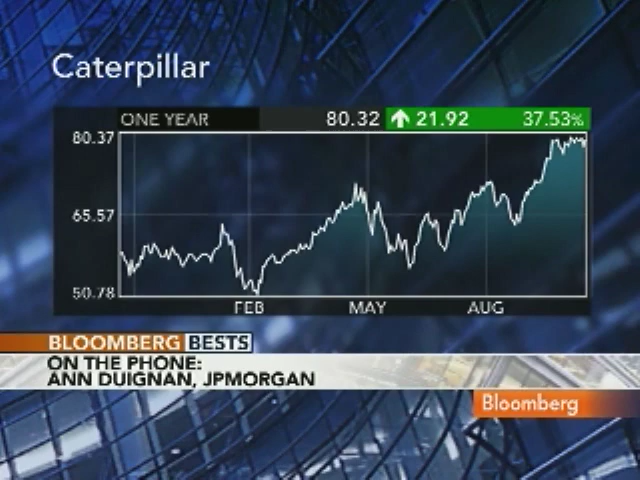 Caterpillar
ONE YEAR 80.32 21.92 37.53%
80.37
65.57
50.78
FEB MAY AUG
BLOOMBERG BESTS
ON THE PHONE:
ANN DUIGNAN, JPMORGAN
Bloomberg